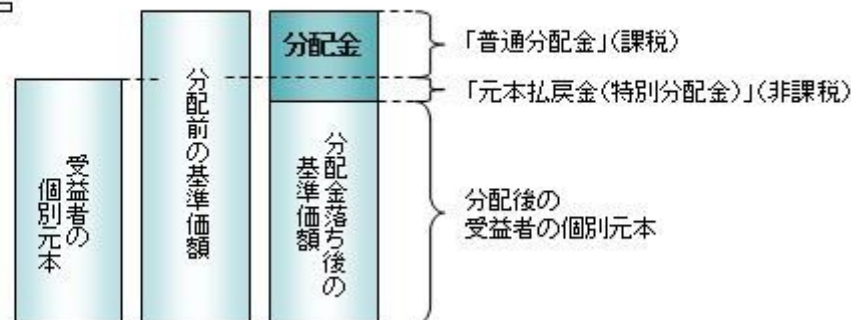 分配金
「普通分配金」(課税)
「元本払戻金(特別分配金)」(非課税)
受益者の
個別元本
分配前の基準価額
分配金落ち後の
基準価額
分配後の
受益者の個別元本